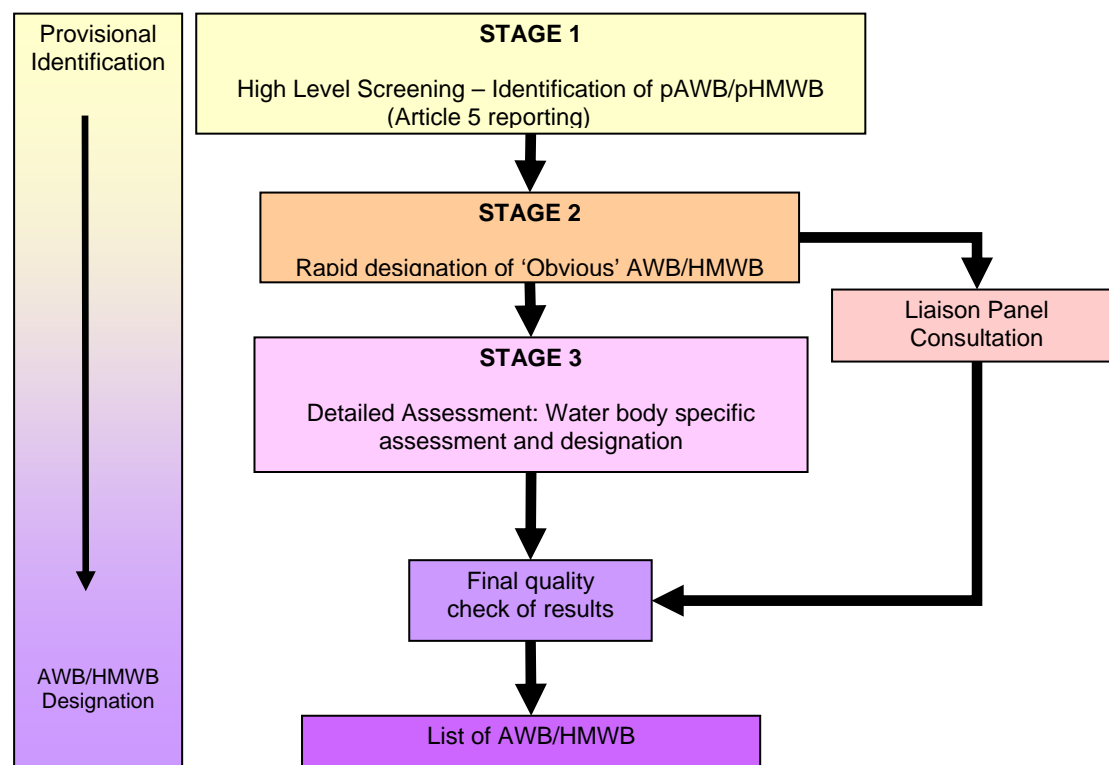 Provisional
Identification
AWB/HMWB
Designation
STAGE 1
High Level Screening – Identification of pAWB/pHMWB
(Article 5 reporting)
STAGE 2
Rapid designation of ‘Obvious’ AWB/HMWB
Liaison Panel
Consultation
STAGE 3
Detailed Assessment: Water body specific
assessment and designation
Final quality
check of results
List of AWB/HMWB